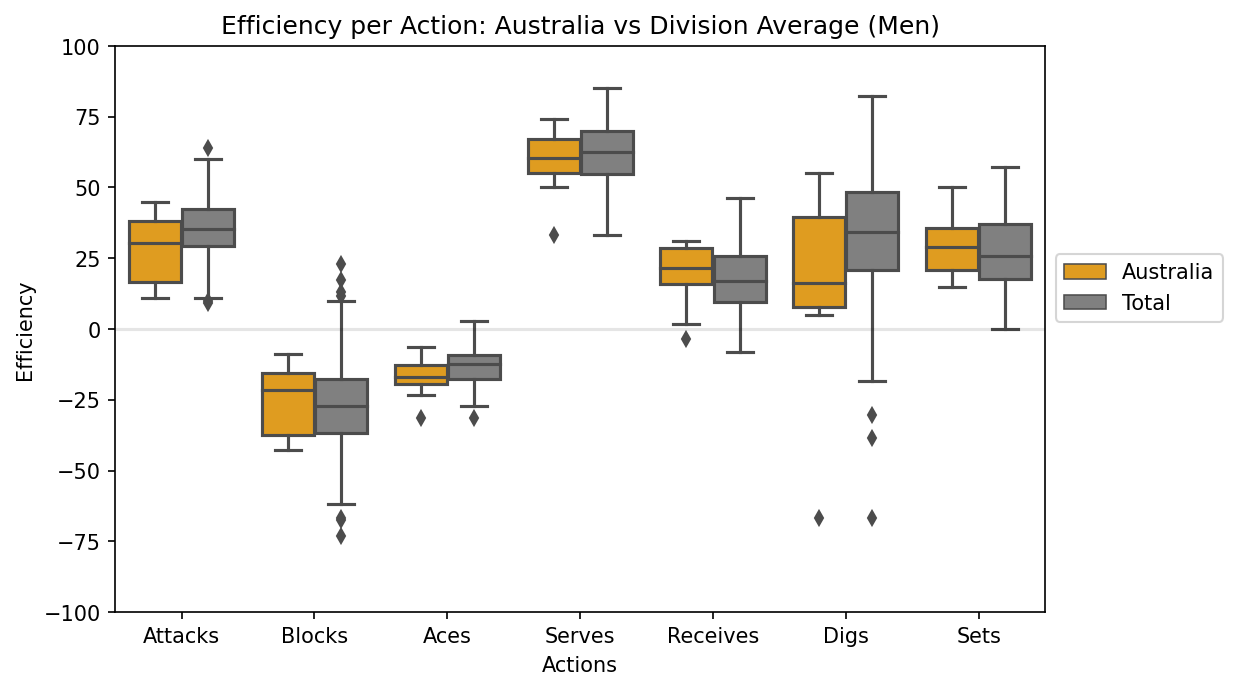 Efficiency per Action: Australia vs Division Average (Men)
100
75
50
25
0
−25
−50
−75
−100
Efficiency
Attacks Blocks Aces Serves Receives Digs Sets
Actions
Australia
Total